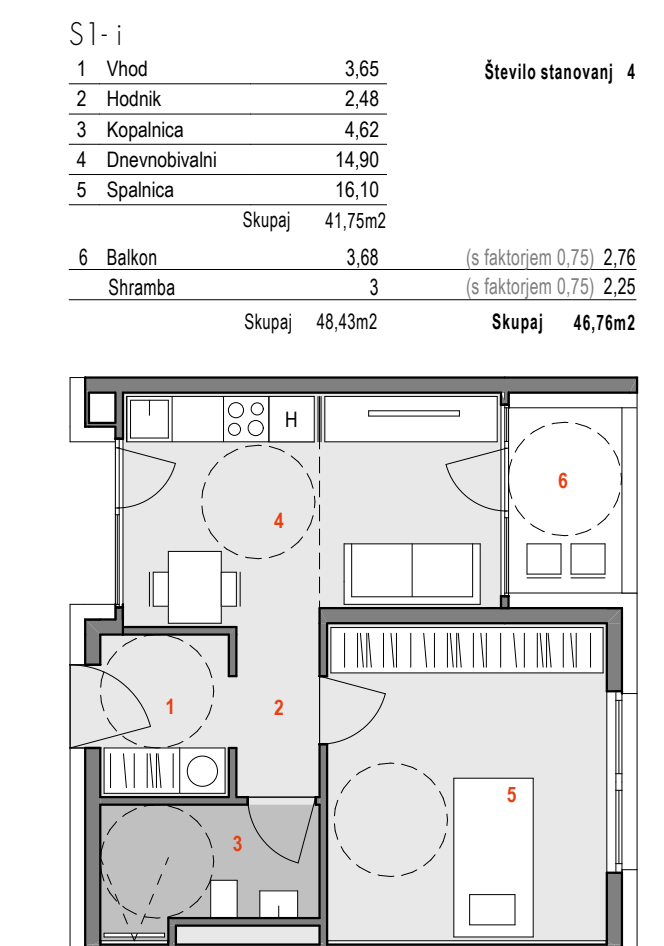 S1- i
1 Vhod 3,65 Število stanovanj 4
2 Hodnik 2,48
3 Kopalnica 4,62
4 Dnevnobivalni 14,90
5 Spalnica 16,10
Skupaj 41,75m2
6 Balkon 3,68 (s faktorjem 0,75) 2,76
Shramba 3 (s faktorjem 0,75) 2,25
Skupaj 48,43m2 Skupaj 46,76m2
H
6
4
1 2
5
3